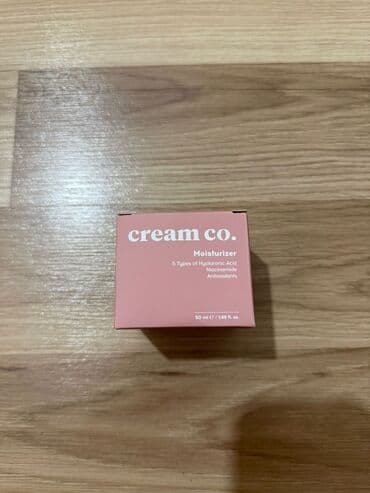 cream co.
Moisturizer
5 Types of Hyaluronic Acid
Niacinamide
Antioxidants
50 ml ℮ / 1.69 fl. oz